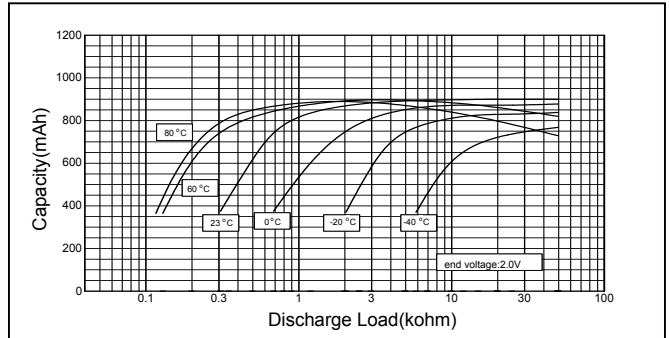 1200
1000
800
600
400
200
0
Capacity(mAh)
80 °C
60 °C
23 °C
0°C
-20 °C
-40 °C
end voltage:2.0V
0.1
0.3
1
3
10
30
100
Discharge Load(kohm)